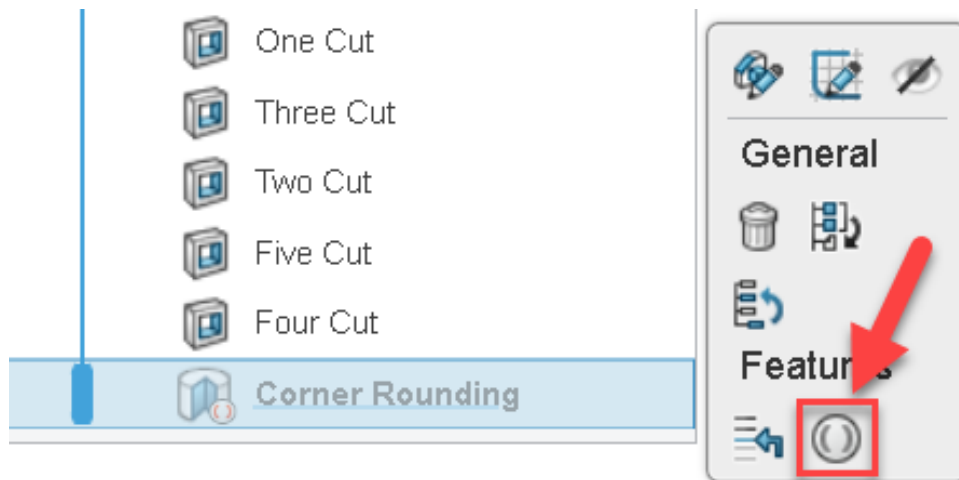 One Cut
Three Cut
Two Cut
Five Cut
Four Cut
Corner Rounding
General
Features